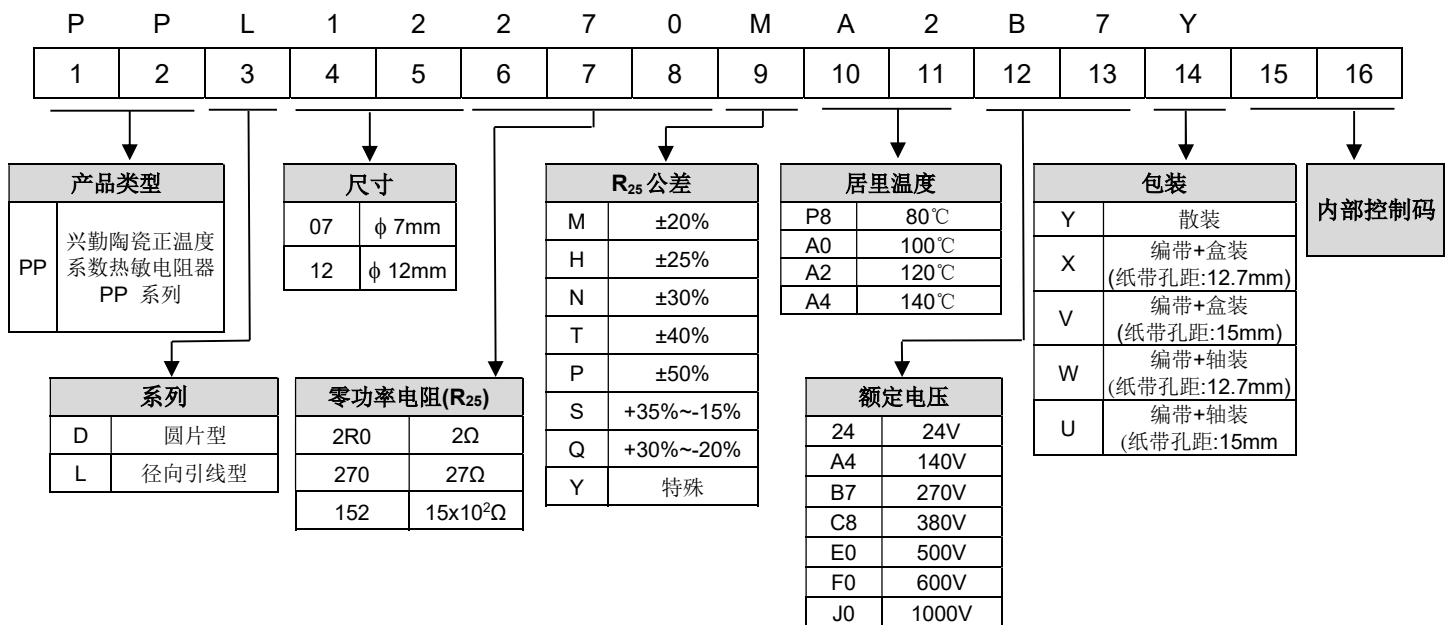 P P L 1 2 2 7 0 M A 2 B 7 Y
1 2 3 4 5 6 7 8 9 10 11 12 13 14 15 16
产品类型
PP 兴勤陶瓷正温度
系数热敏电阻器
PP 系列
尺寸
07 ϕ 7mm
12 ϕ 12mm
R₂₅公差
M ±20%
H ±25%
N ±30%
T ±40%
P ±50%
S +35%~-15%
Q +30%~-20%
Y 特殊
居里温度
P8 80℃
A0 100℃
A2 120℃
A4 140℃
包装
Y 散装
X 编带+盒装
(纸带孔距:12.7mm)
V 编带+盒装
(纸带孔距:15mm)
W 编带+轴装
(纸带孔距:12.7mm)
U 编带+轴装
(纸带孔距:15mm
内部控制码
系列
D 圆片型
L 径向引线型
零功率电阻(R₂₅)
2R0 2Ω
270 27Ω
152 15x10²Ω
额定电压
24 24V
A4 140V
B7 270V
C8 380V
E0 500V
F0 600V
J0 1000V